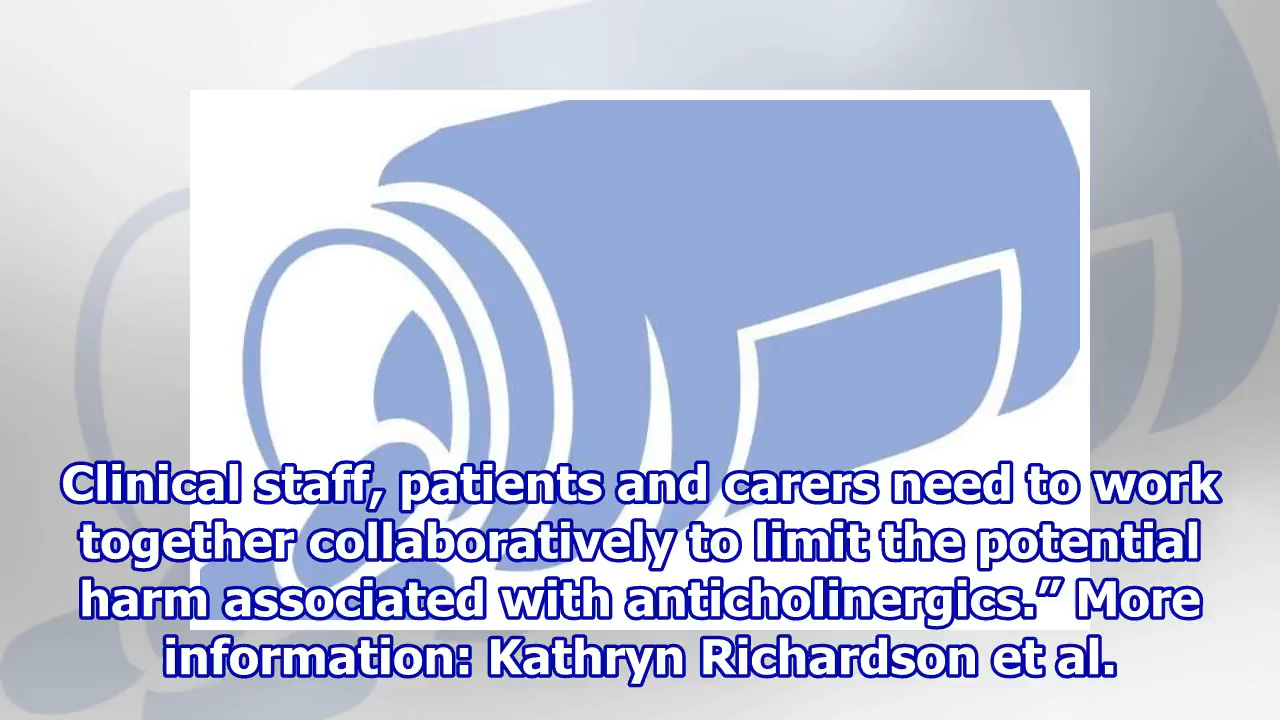 Clinical staff, patients and carers need to work
together collaboratively to limit the potential
harm associated with anticholinergics.” More
information: Kathryn Richardson et al.